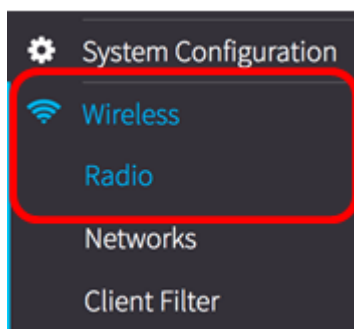 System Configuration
Wireless
Radio
Networks
Client Filter